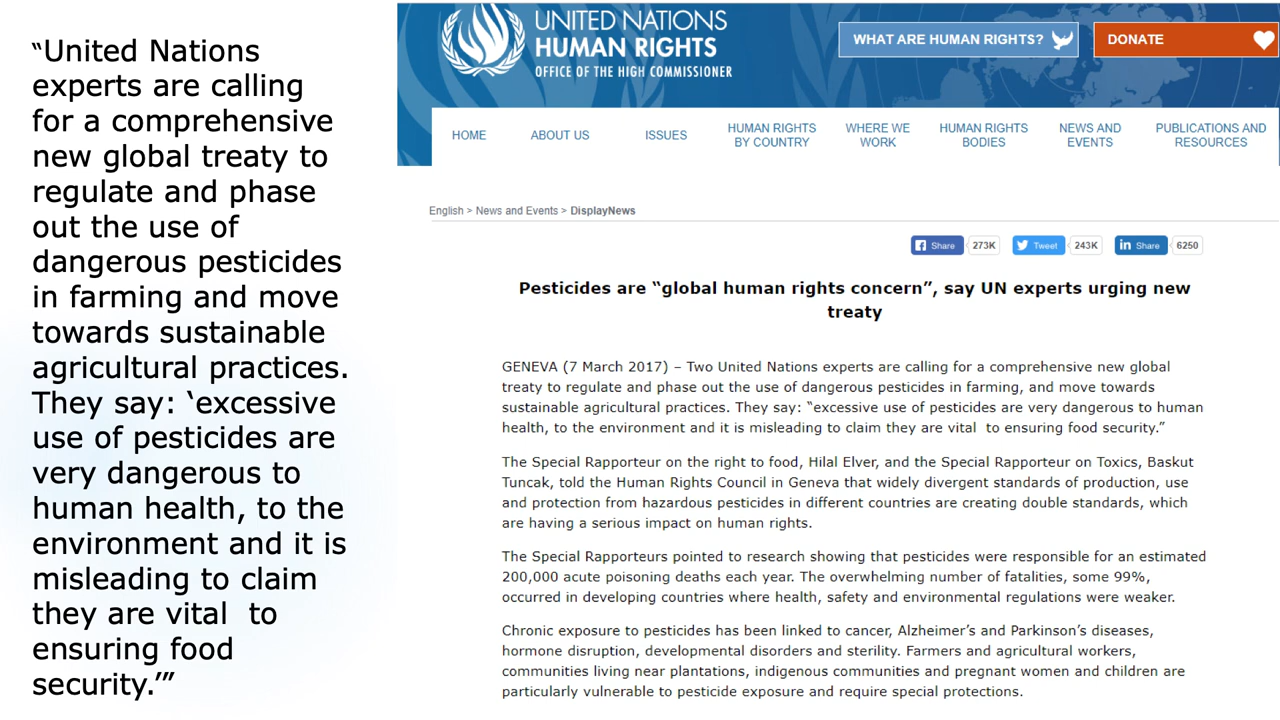 “United Nations
experts are calling
for a comprehensive
new global treaty to
regulate and phase
out the use of
dangerous pesticides
in farming and move
towards sustainable
agricultural practices.
They say: ‘excessive
use of pesticides are
very dangerous to
human health, to the
environment and it is
misleading to claim
they are vital  to
ensuring food
security.’”
UNITED NATIONS
HUMAN RIGHTS
OFFICE OF THE HIGH COMMISSIONER
WHAT ARE HUMAN RIGHTS?
DONATE
HOME
ABOUT US
ISSUES
HUMAN RIGHTS
BY COUNTRY
WHERE WE
WORK
HUMAN RIGHTS
BODIES
NEWS AND
EVENTS
PUBLICATIONS AND
RESOURCES
English > News and Events > DisplayNews
Share 273K
Tweet 243K
in Share 6250
Pesticides are “global human rights concern”, say UN experts urging new
treaty
GENEVA (7 March 2017) – Two United Nations experts are calling for a comprehensive new global
treaty to regulate and phase out the use of dangerous pesticides in farming, and move towards
sustainable agricultural practices. They say: “excessive use of pesticides are very dangerous to human
health, to the environment and it is misleading to claim they are vital  to ensuring food security.”
The Special Rapporteur on the right to food, Hilal Elver, and the Special Rapporteur on Toxics, Baskut
Tuncak, told the Human Rights Council in Geneva that widely divergent standards of production, use
and protection from hazardous pesticides in different countries are creating double standards, which
are having a serious impact on human rights.
The Special Rapporteurs pointed to research showing that pesticides were responsible for an estimated
200,000 acute poisoning deaths each year. The overwhelming number of fatalities, some 99%,
occurred in developing countries where health, safety and environmental regulations were weaker.
Chronic exposure to pesticides has been linked to cancer, Alzheimer’s and Parkinson’s diseases,
hormone disruption, developmental disorders and sterility. Farmers and agricultural workers,
communities living near plantations, indigenous communities and pregnant women and children are
particularly vulnerable to pesticide exposure and require special protections.